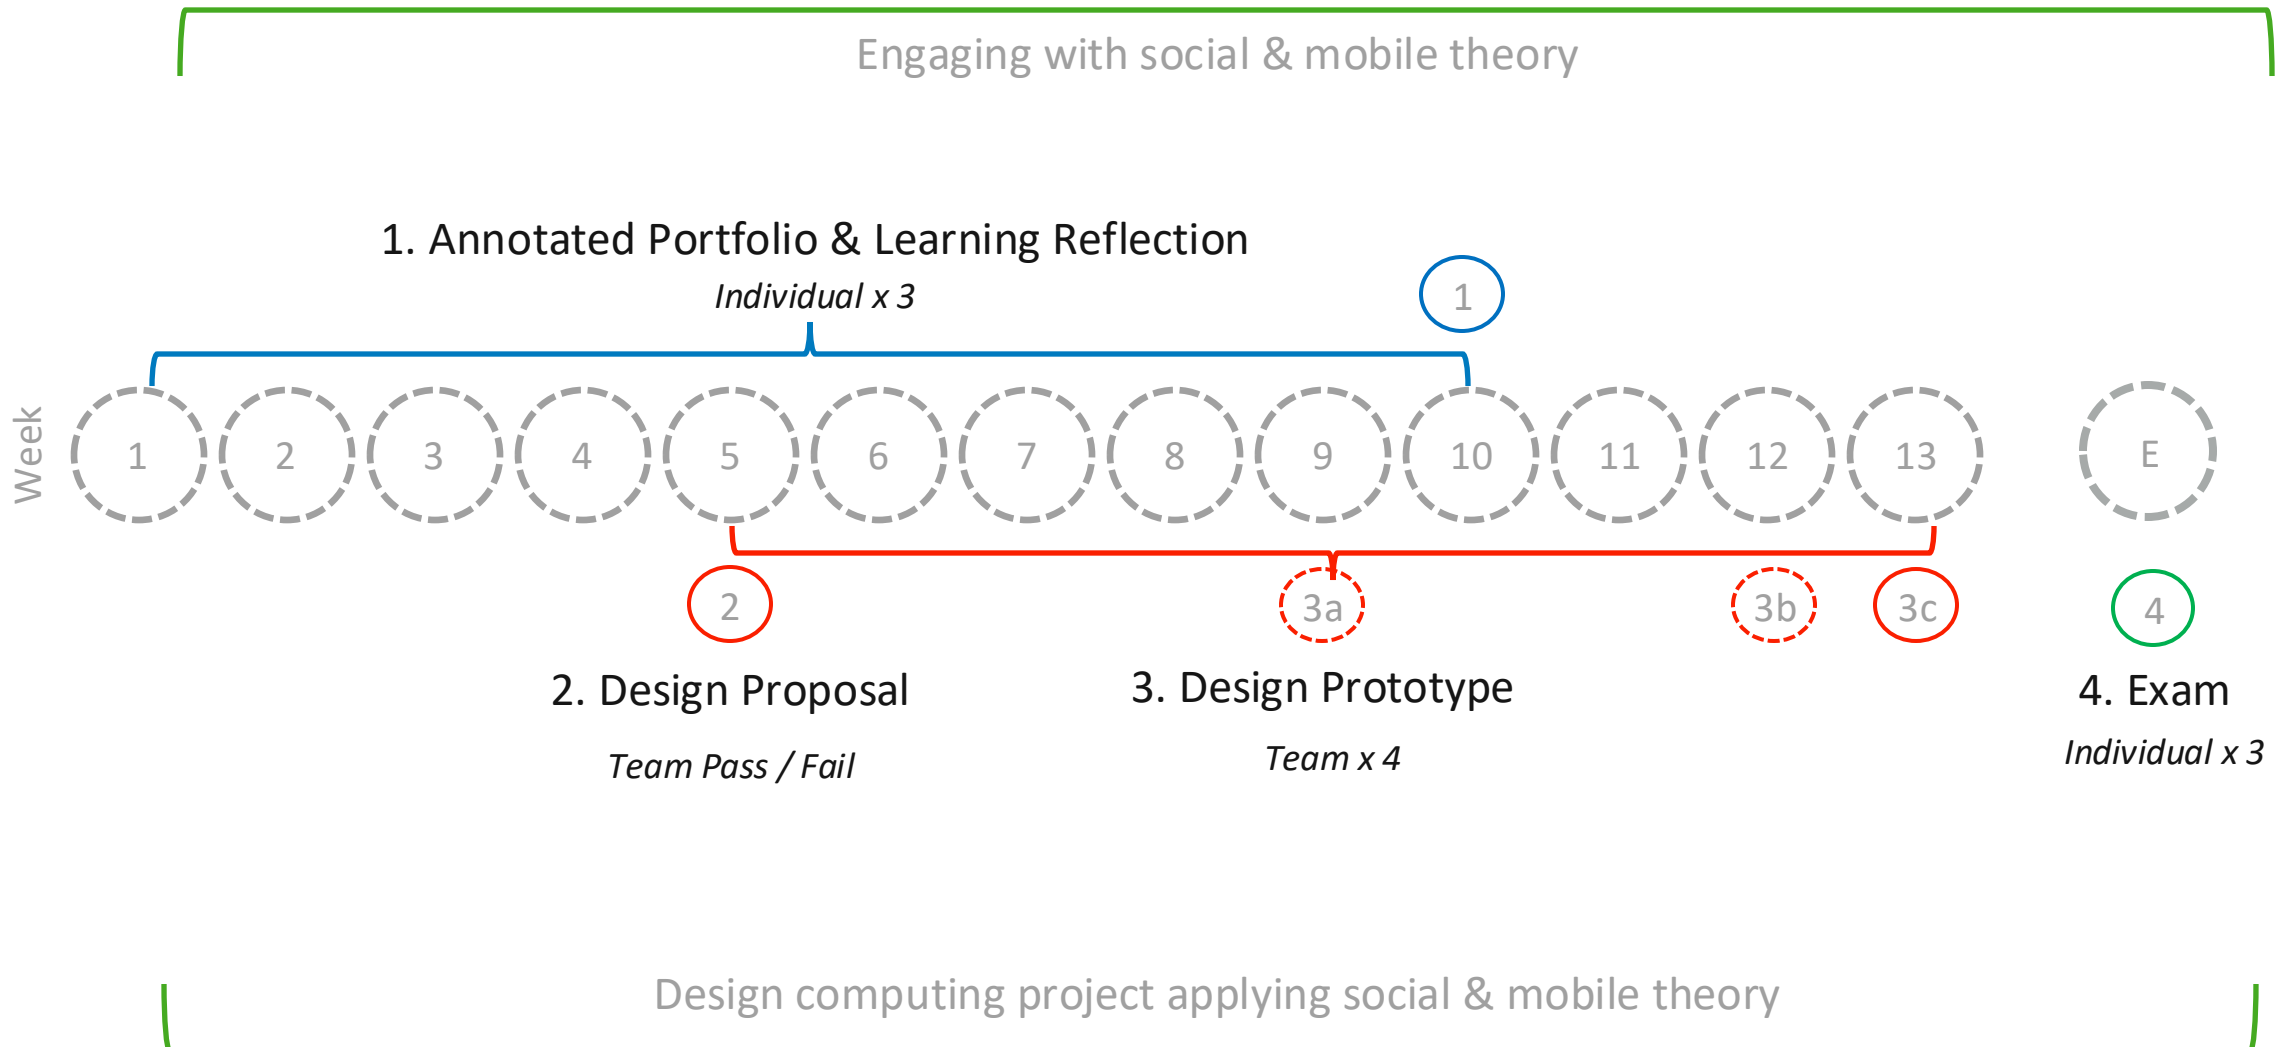 Engaging with social & mobile theory
1. Annotated Portfolio & Learning Reflection
Individual x 3
1
Week
1 2 3 4 5 6 7 8 9 10 11 12 13 E
2 3a 3b 3c 4
2. Design Proposal
3. Design Prototype
4. Exam
Team Pass / Fail
Team x 4
Individual x 3
Design computing project applying social & mobile theory